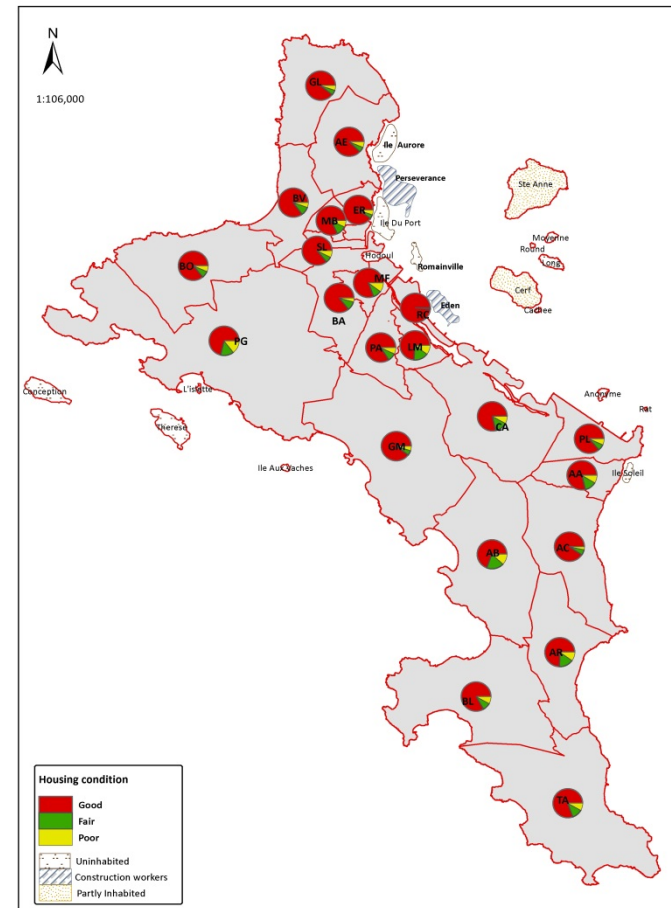 N
1:106,000
GL
AE
Ile Aurore
Perseverance
Ste Anne
BV
ER
MB
Ile Du Port
Moyenne
Round
Long
SL
Hodoul
Romainville
BO
MF
Cerf
Cachee
Eden
BA
RC
PG
PA
LM
Conception
L'islette
Therese
Anonyme
Rat
CA
PL
GM
Ile Aux Vaches
AA
Ile Soleil
AB
AC
AR
BL
TA
Housing condition
Good
Fair
Poor
Uninhabited
Construction workers
Partly Inhabited